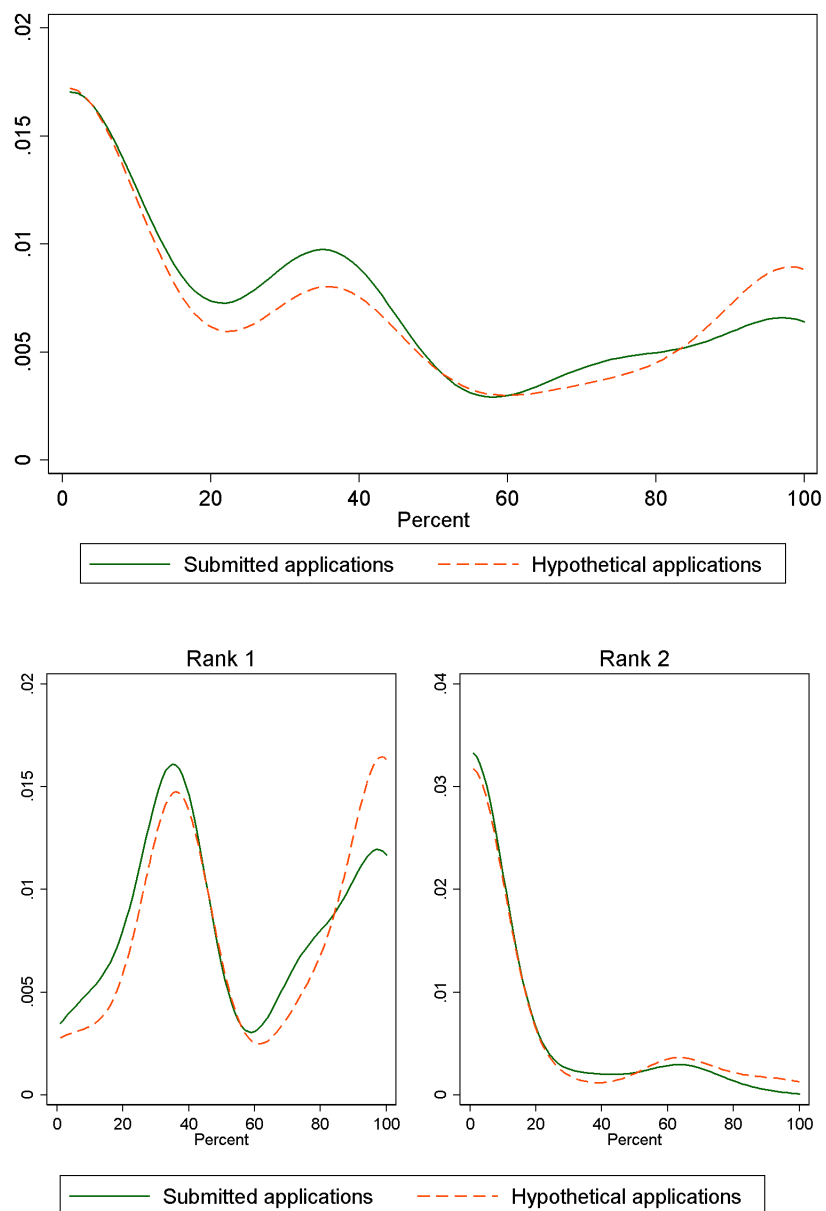 .02
.015
.01
.005
0
0 20 40 60 80 100
Percent
Submitted applications Hypothetical applications
Rank 1 Rank 2
.02 .04
.015 .03
.01 .02
.005 .01
0 0
0 20 40 60 80 100 0 20 40 60 80 100
Percent Percent
Submitted applications Hypothetical applications